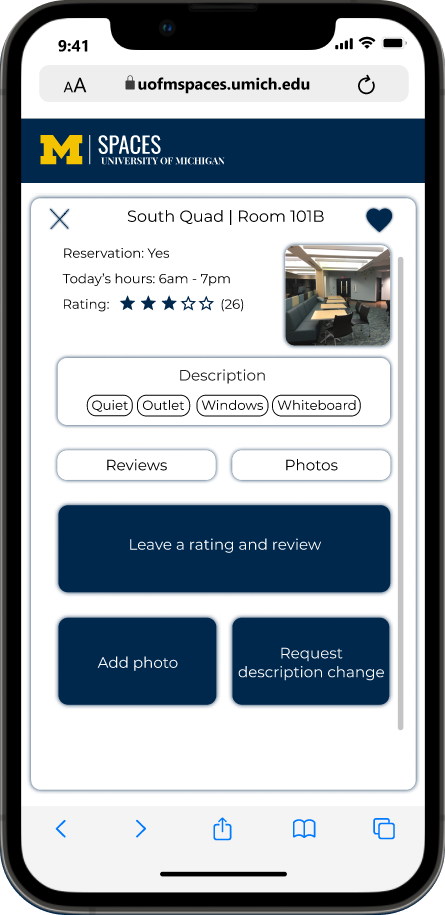 9:41
AA uofmspaces.umich.edu
M SPACES
UNIVERSITY OF MICHIGAN
South Quad | Room 101B
Reservation: Yes
Today's hours: 6am - 7pm
Rating: (26)
Description
Quiet Outlet Windows Whiteboard
Reviews Photos
Leave a rating and review
Add photo
Request
description change